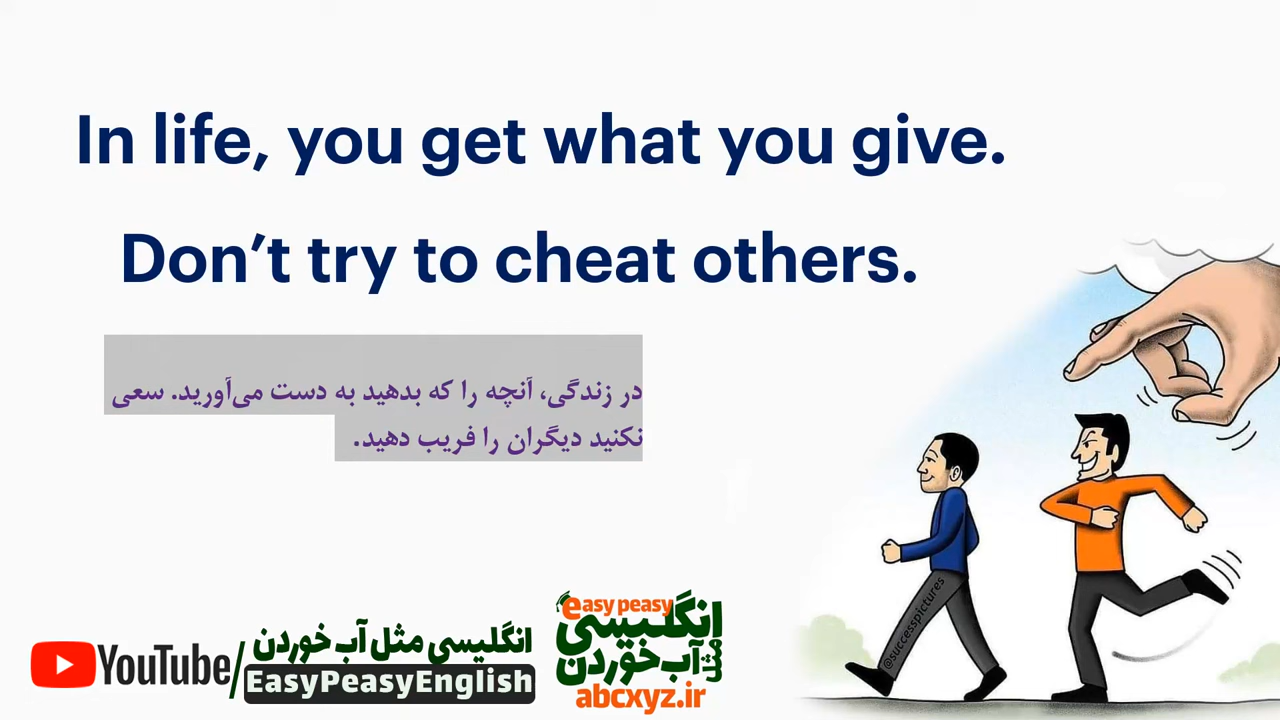 In life, you get what you give.
Don’t try to cheat others.
در زندگی، آنچه را که بدهید به دست می‌آورید. سعی
نکنید دیگران را فریب دهید.
@successpictures
YouTube/
انگلیسی مثل آب خوردن
EasyPeasyEnglish
easy peasy
انگلیسی
مثل
آب خوردن
abcxyz.ir